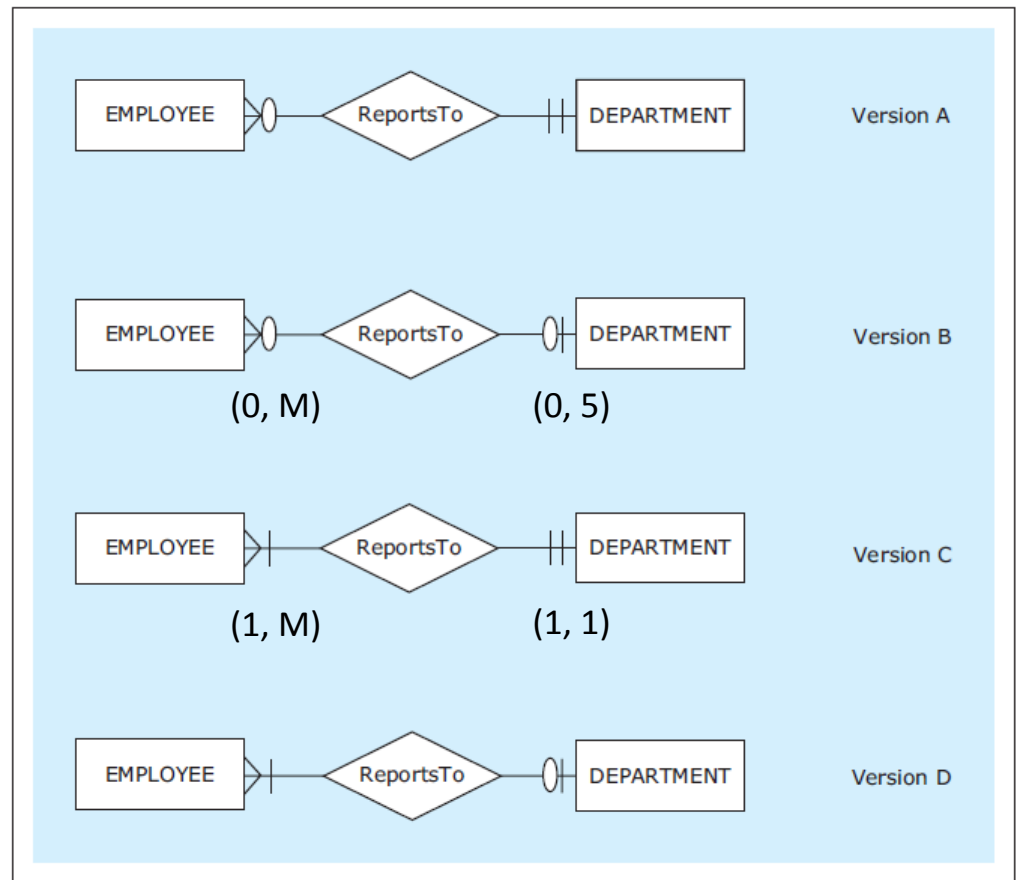 EMPLOYEE ReportsTo DEPARTMENT Version A
EMPLOYEE ReportsTo DEPARTMENT Version B
(0, M) (0, 5)
EMPLOYEE ReportsTo DEPARTMENT Version C
(1, M) (1, 1)
EMPLOYEE ReportsTo DEPARTMENT Version D